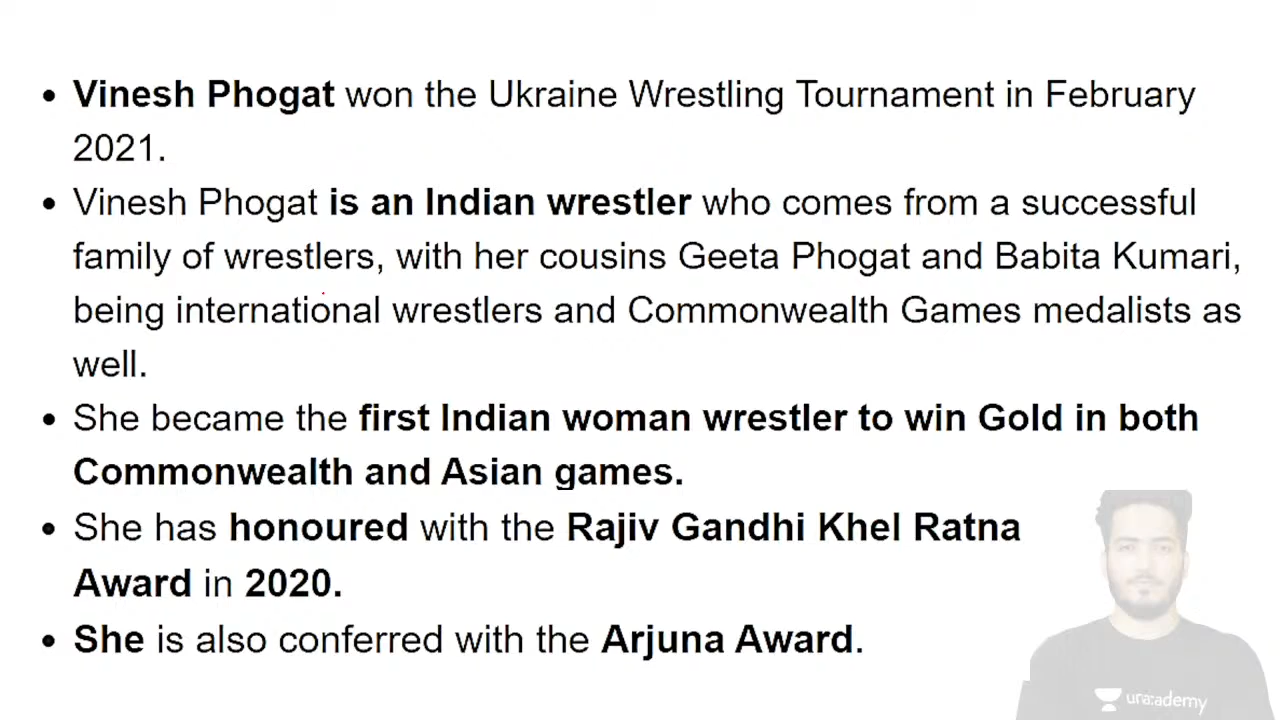 • Vinesh Phogat won the Ukraine Wrestling Tournament in February
2021.
• Vinesh Phogat is an Indian wrestler who comes from a successful
family of wrestlers, with her cousins Geeta Phogat and Babita Kumari,
being international wrestlers and Commonwealth Games medalists as
well.
• She became the first Indian woman wrestler to win Gold in both
Commonwealth and Asian games.
• She has honoured with the Rajiv Gandhi Khel Ratna
Award in 2020.
• She is also conferred with the Arjuna Award.
unacademy